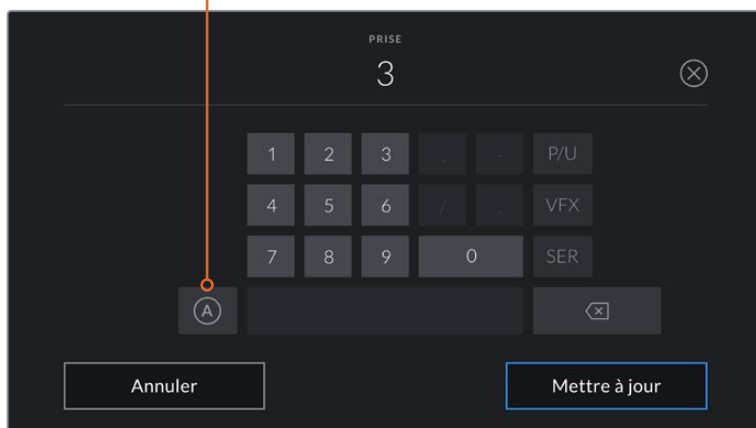 PRISE
3
1 2 3 . - P/U
4 5 6 / , VFX
7 8 9 0 SER
A
Annuler Mettre à jour